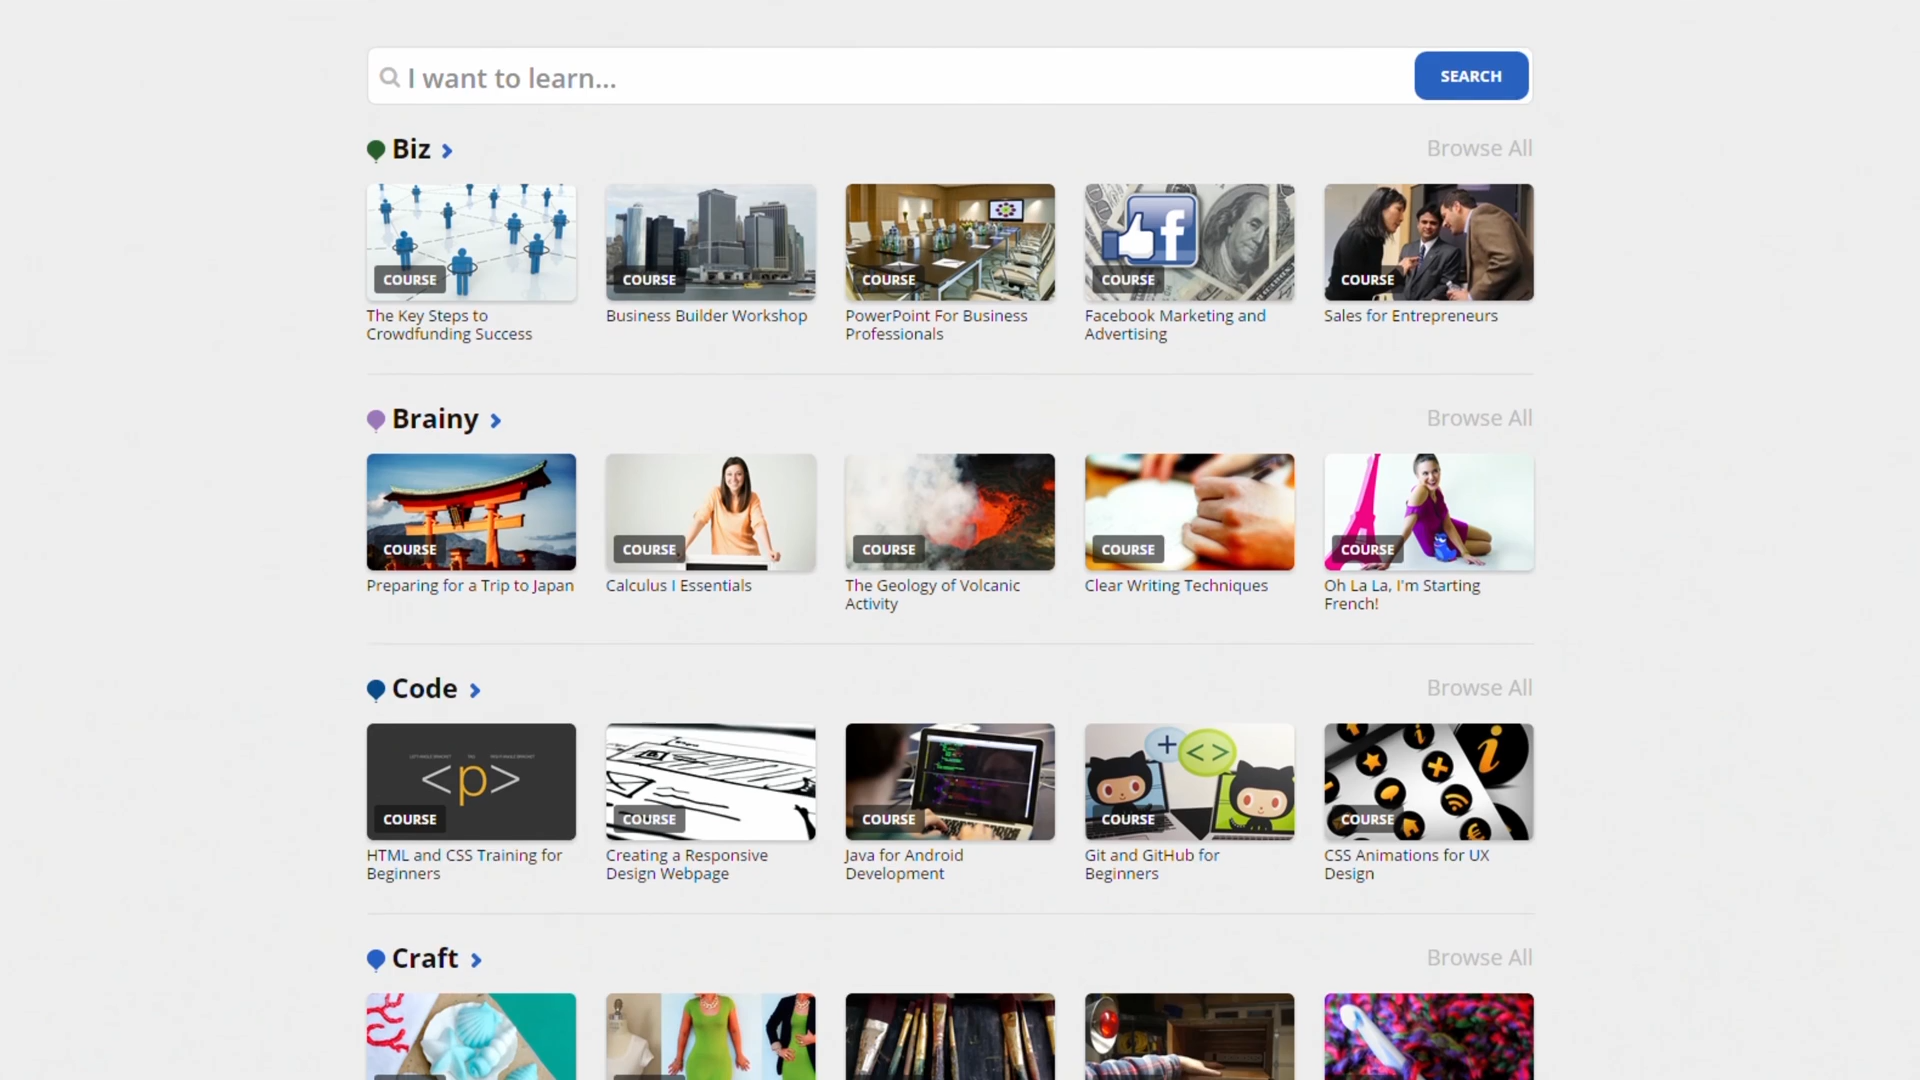 I want to learn...
SEARCH
Biz
Browse All
COURSE
COURSE
COURSE
COURSE
COURSE
The Key Steps to
Crowdfunding Success
Business Builder Workshop
PowerPoint For Business
Professionals
Facebook Marketing and
Advertising
Sales for Entrepreneurs
Brainy
Browse All
COURSE
COURSE
COURSE
COURSE
COURSE
Preparing for a Trip to Japan
Calculus I Essentials
The Geology of Volcanic
Activity
Clear Writing Techniques
Oh La La, I'm Starting
French!
Code
Browse All
<p>
COURSE
COURSE
COURSE
COURSE
COURSE
HTML and CSS Training for
Beginners
Creating a Responsive
Design Webpage
Java for Android
Development
Git and GitHub for
Beginners
CSS Animations for UX
Design
Craft
Browse All